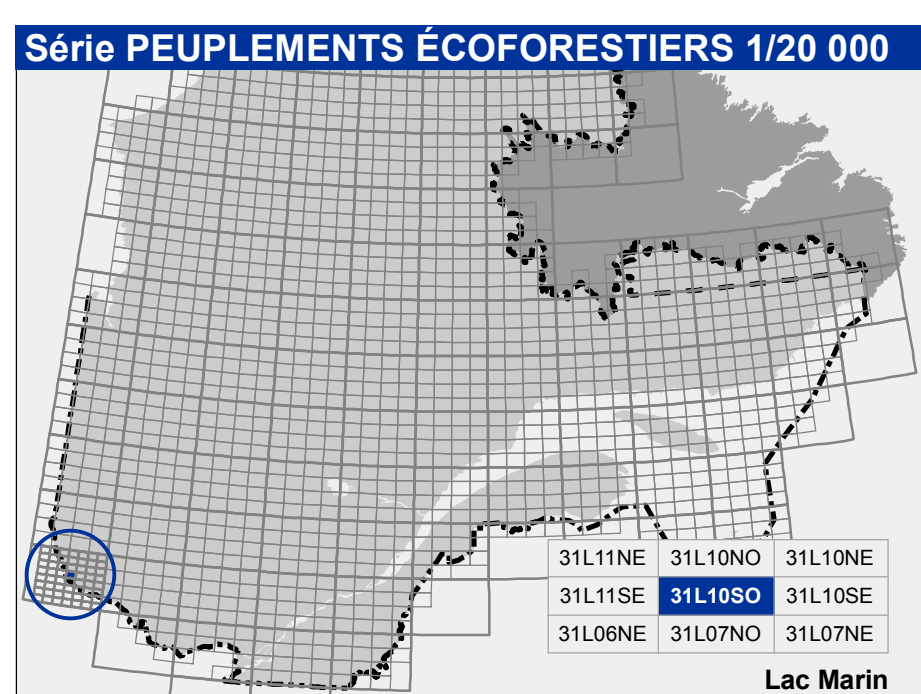 Série PEUPLEMENTS ÉCOFORESTIERS 1/20 000
31L11NE 31L10NO 31L10NE
31L11SE 31L10SO 31L10SE
31L06NE 31L07NO 31L07NE
Lac Marin